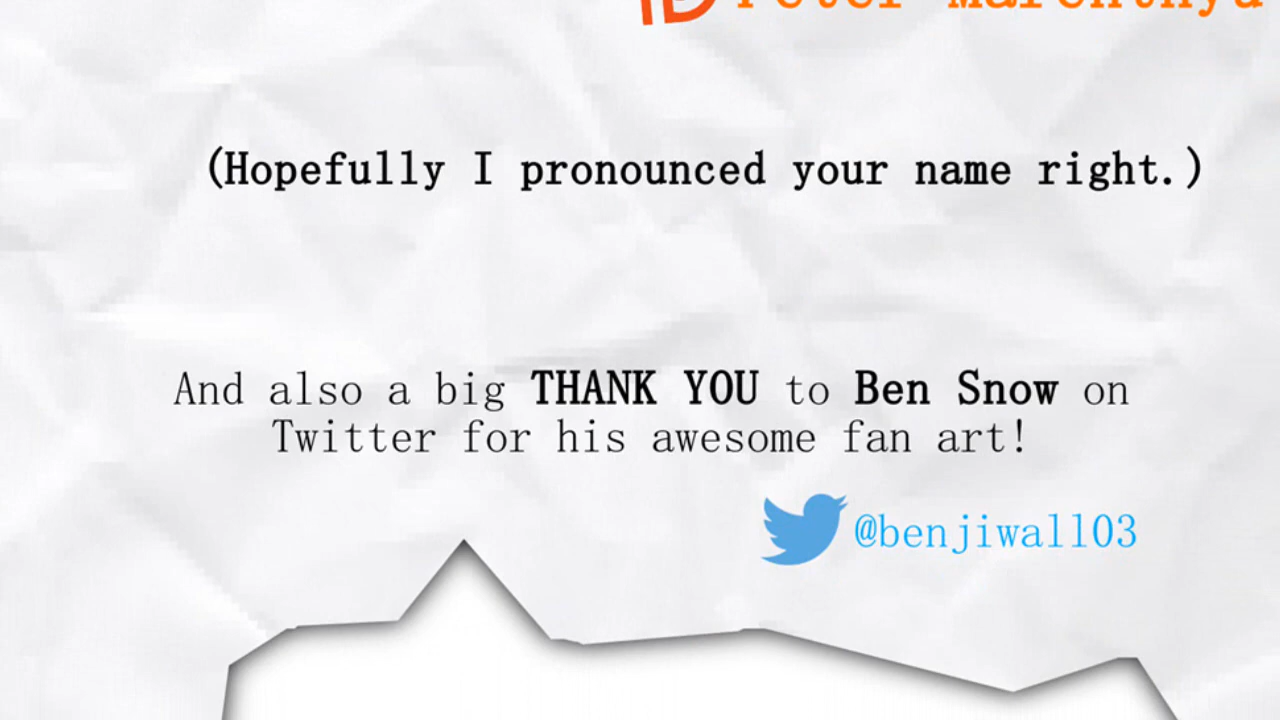 (Hopefully I pronounced your name right.)
And also a big THANK YOU to Ben Snow on
Twitter for his awesome fan art!
@benjiwall03